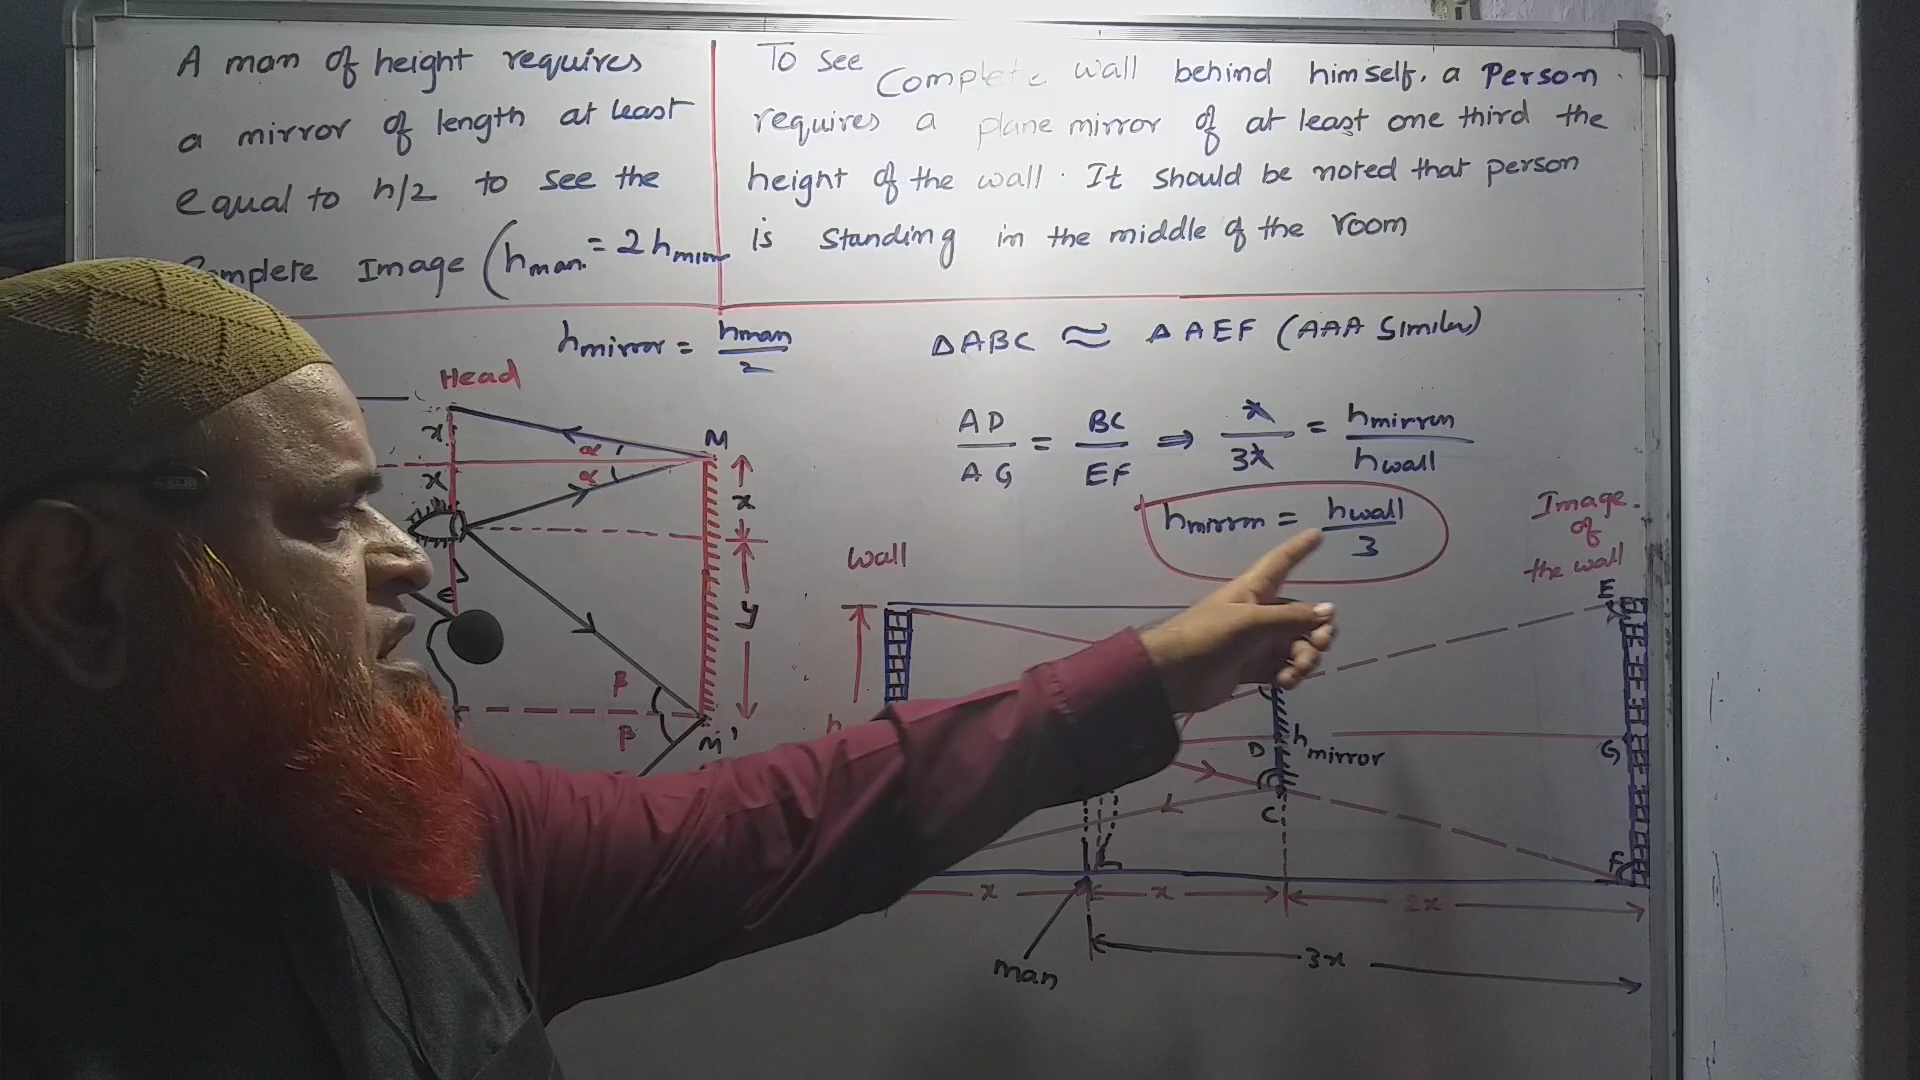 A man of height requires
a mirror of length at least
equal to h/2 to see the
Complete Image (hman = 2 hmirr
To see Complete wall behind himself, a Person
requires a plane mirror of at least one third the
height of the wall. It should be noted that person
is standing in the middle of the room
hmirror = hman/2
Head
x
x
α
α
M
x
y
β
β
M'
ΔABC ≈ ΔAEF (AAA Similar)
AD/AG = BC/EF ⇒ x/3x = hmirror/hwall
hmirror = hwall/3
Image
of
the wall
wall
E
h
D
h mirror
G
C
F
x
x
2x
3x
man